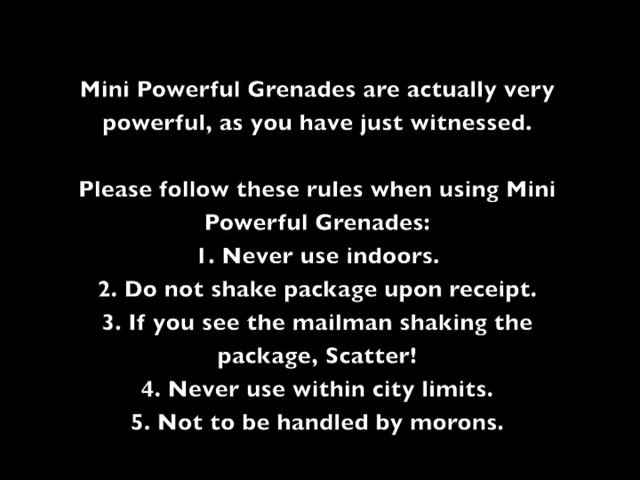 Mini Powerful Grenades are actually very
powerful, as you have just witnessed.
Please follow these rules when using Mini
Powerful Grenades:
1. Never use indoors.
2. Do not shake package upon receipt.
3. If you see the mailman shaking the
package, Scatter!
4. Never use within city limits.
5. Not to be handled by morons.